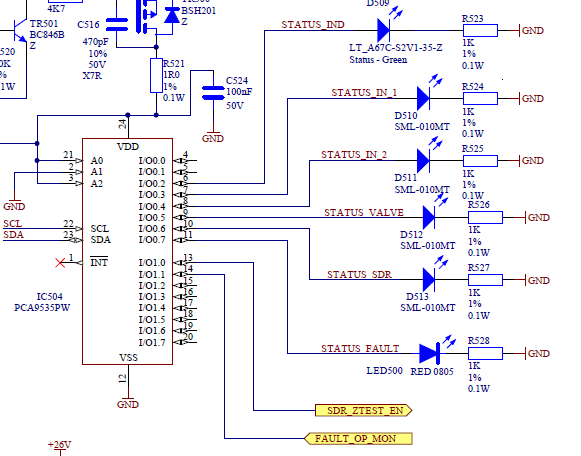 4K7
TR501
BC846B
Z
C516
470pF
10%
50V
X7R
BSH201
Z
R521
1R0
1%
0.1W
C524
100nF
50V
GND
D509
LT_A67C-S2V1-35-Z
Status - Green
STATUS_IND
R523
1K
1%
0.1W
GND
STATUS_IN_1
D510
SML-010MT
R524
1K
1%
0.1W
GND
STATUS_IN_2
D511
SML-010MT
R525
1K
1%
0.1W
GND
STATUS_VALVE
D512
SML-010MT
R526
1K
1%
0.1W
GND
STATUS_SDR
D513
SML-010MT
R527
1K
1%
0.1W
GND
STATUS_FAULT
LED500
RED 0805
R528
1K
1%
0.1W
GND
24
VDD
21 A0
2 A1
3 A2
GND
SCL 22 SCL
SDA 23 SDA
1 INT
IC504
PCA9535PW
I/O0.0 4
I/O0.1 5
I/O0.2 6
I/O0.3 7
I/O0.4 8
I/O0.5 9
I/O0.6 10
I/O0.7 11
I/O1.0 13
I/O1.1 14
I/O1.2 15
I/O1.3 16
I/O1.4 17
I/O1.5 18
I/O1.6 19
I/O1.7 20
VSS
12
GND
SDR_ZTEST_EN
FAULT_OP_MON
+26V